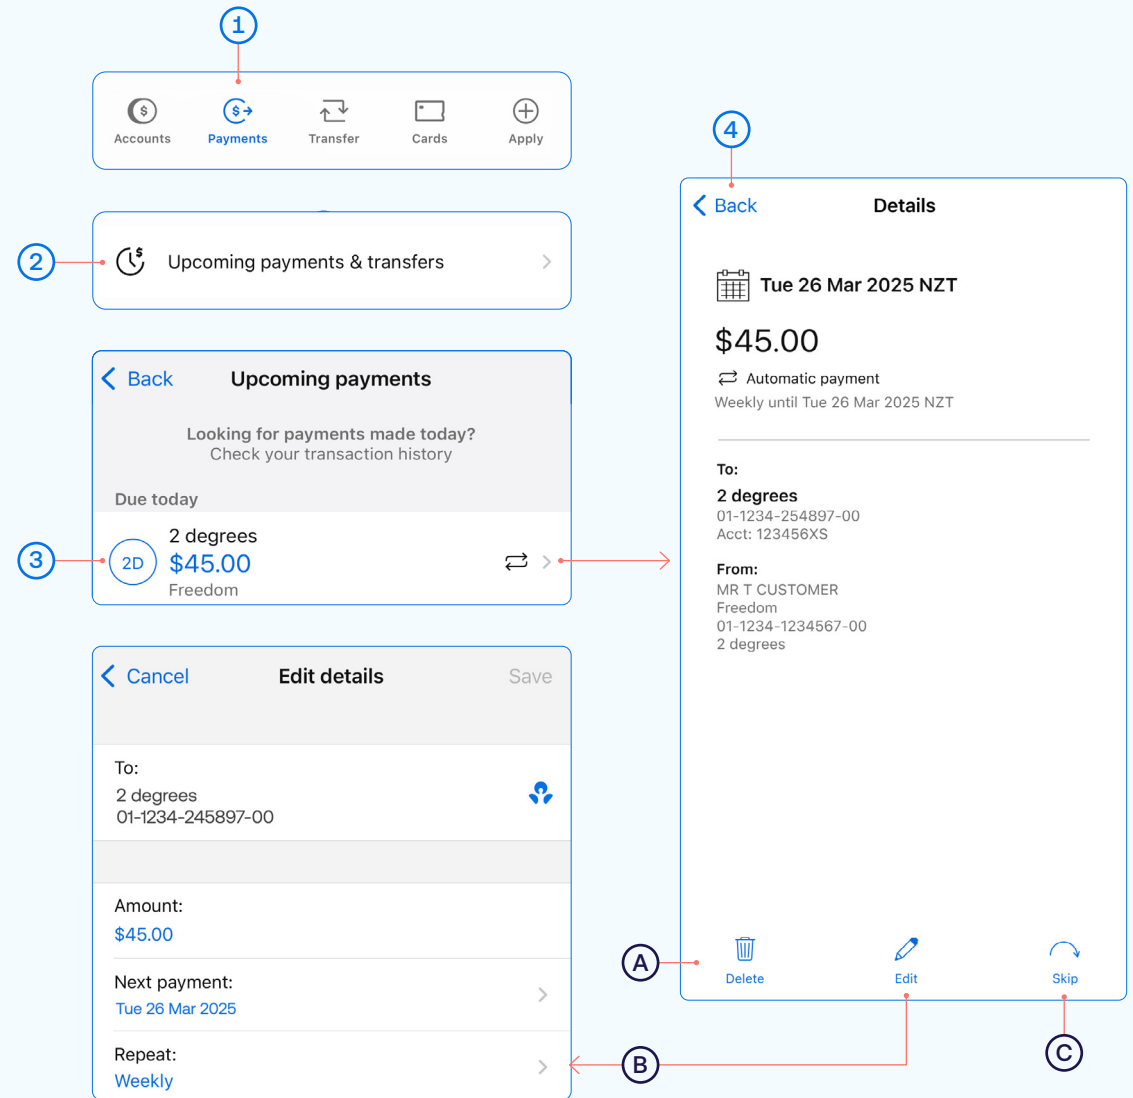 1
Accounts
Payments
Transfer
Cards
Apply
2
Upcoming payments & transfers
Back
Upcoming payments
Looking for payments made today?
Check your transaction history
Due today
3
2D
2 degrees
$45.00
Freedom
Cancel
Edit details
Save
To:
2 degrees
01-1234-245897-00
Amount:
$45.00
Next payment:
Tue 26 Mar 2025
Repeat:
Weekly
4
Back
Details
Tue 26 Mar 2025 NZT
$45.00
Automatic payment
Weekly until Tue 26 Mar 2025 NZT
To:
2 degrees
01-1234-254897-00
Acct: 123456XS
From:
MR T CUSTOMER
Freedom
01-1234-1234567-00
2 degrees
A
Delete
Edit
Skip
B
C